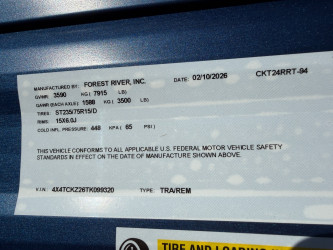 MANUFACTURED BY: FOREST RIVER, INC. DATE: 02/10/2026 CKT24RRT-94
GVWR: 3590 KG ( 7915 LB)
GAWR (EACH AXLE) 1588 KG ( 3500 LB)
TIRES: ST235/75R15/D
RIMS: 15X6.0J
COLD INFL. PRESSURE: 448 KPA ( 65 PSI )
THIS VEHICLE CONFORMS TO ALL APPLICABLE U.S. FEDERAL MOTOR VEHICLE SAFETY
STANDARDS IN EFFECT ON THE DATE OF MANUFACTURE SHOWN ABOVE.
V.I.N.: 4X4TCKZ26TK099320 TYPE: TRA/REM
TIRE AND LOADING